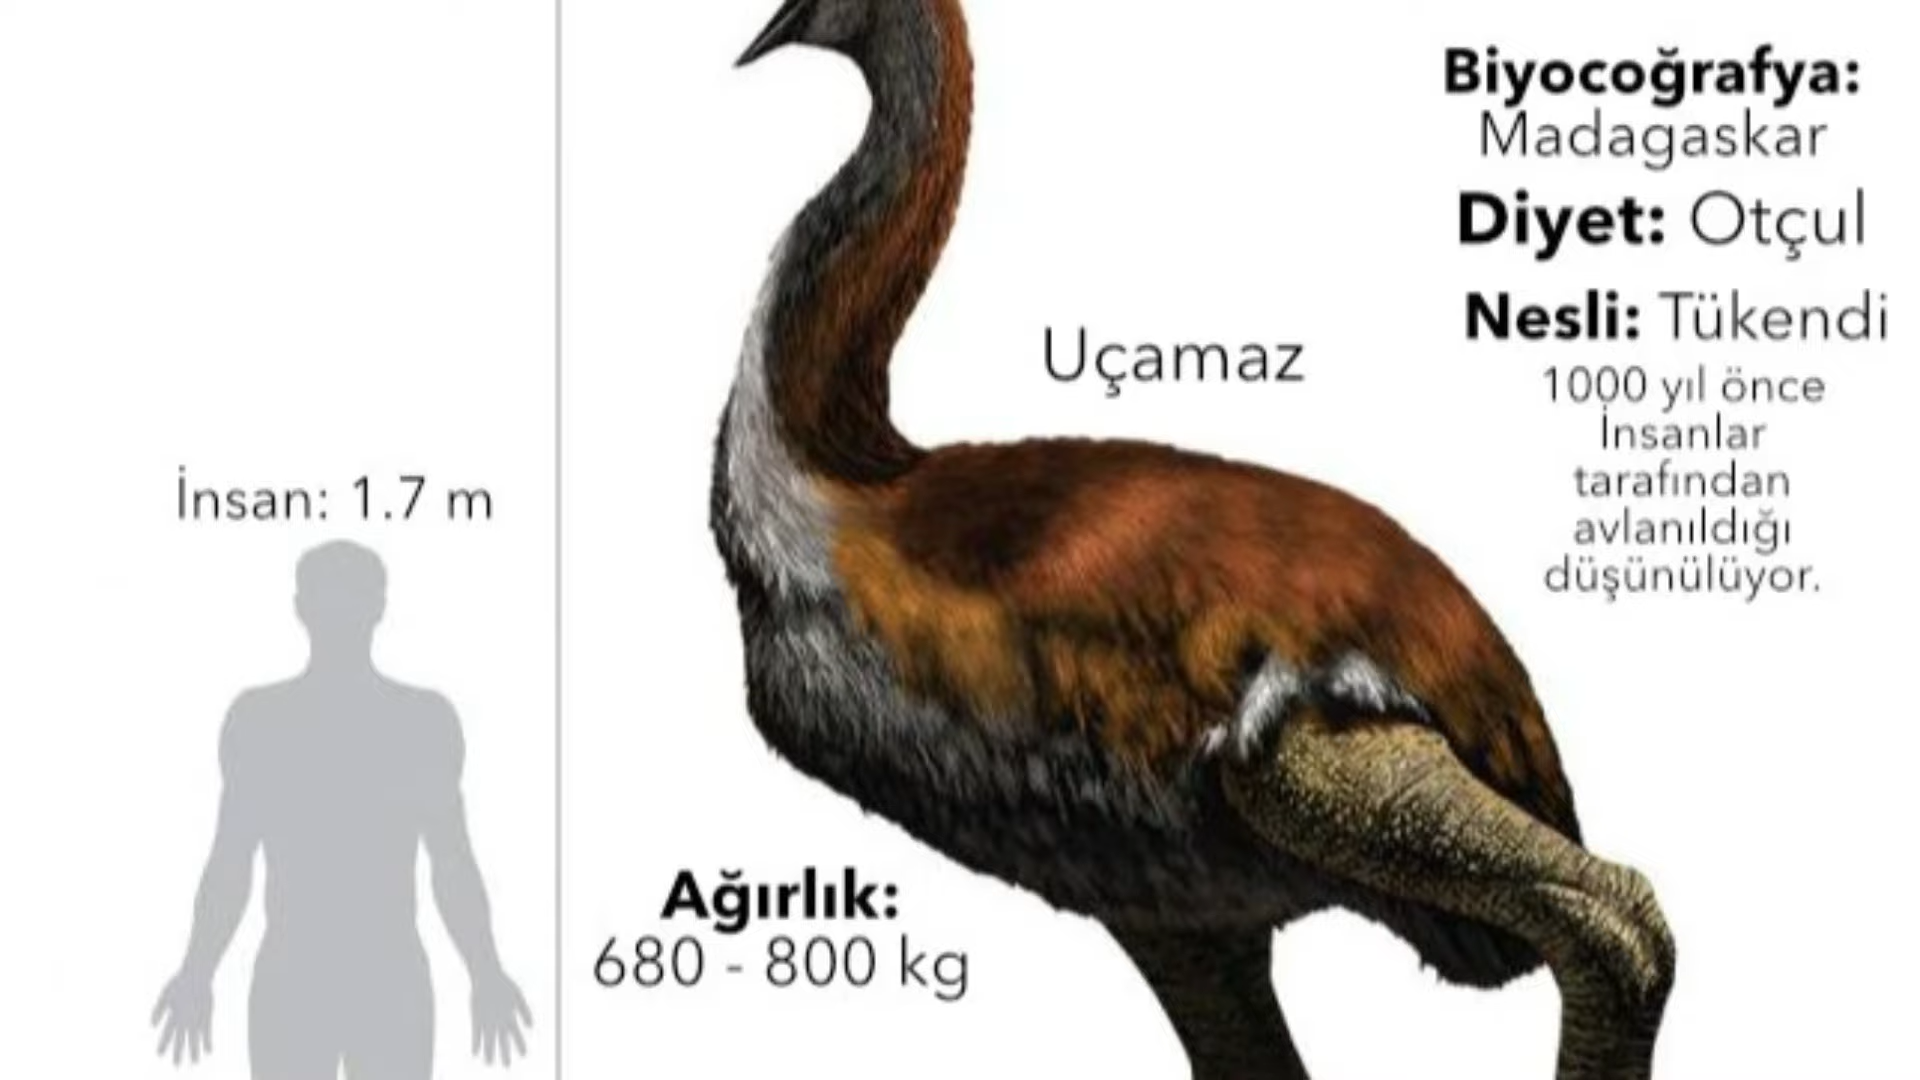 Biyocoğrafya:
Madagaskar
Diyet: Otçul
Nesli: Tükendi
1000 yıl önce
İnsanlar
tarafından
avlanıldığı
düşünülüyor.
Uçamaz
İnsan: 1.7 m
Ağırlık:
680 - 800 kg